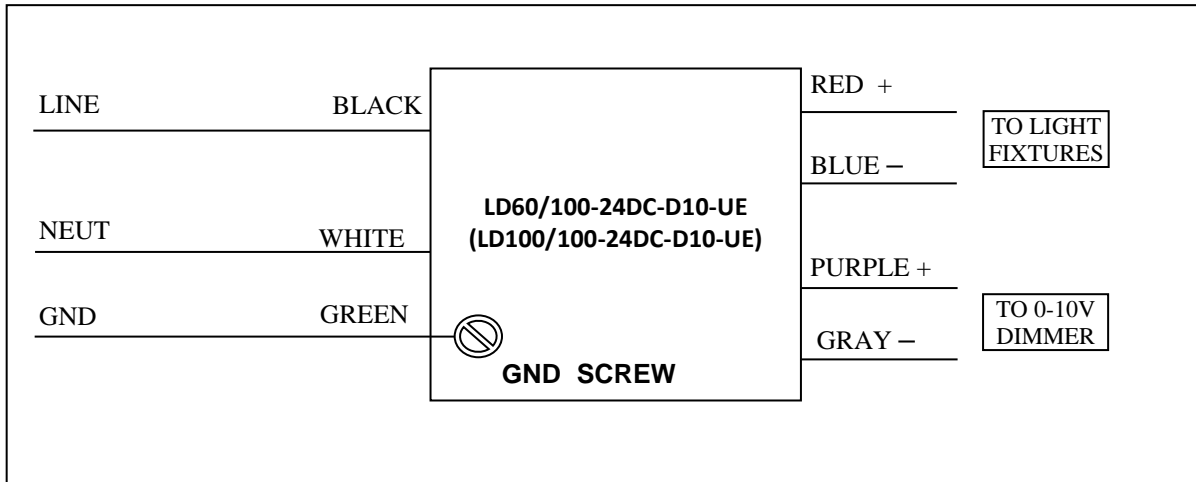 LINE BLACK
NEUT WHITE
GND GREEN
LD60/100-24DC-D10-UE
(LD100/100-24DC-D10-UE)
GND SCREW
RED +
BLUE –
TO LIGHT
FIXTURES
PURPLE +
GRAY –
TO 0-10V
DIMMER